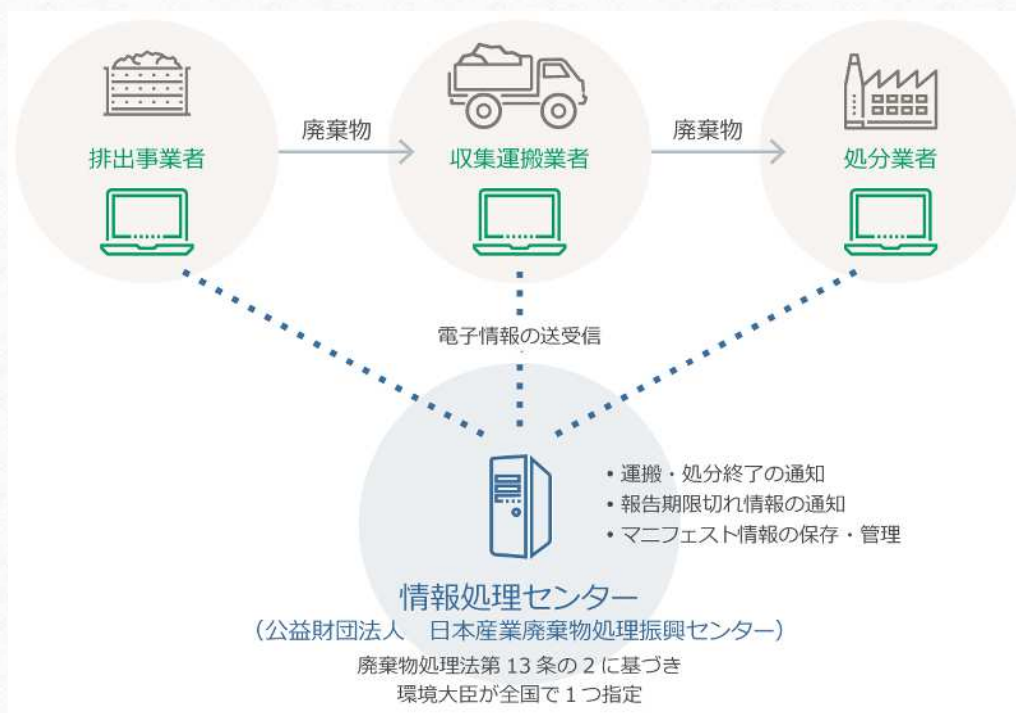 廃棄物
廃棄物
排出事業者
収集運搬業者
処分業者
電子情報の送受信
・運搬・処分終了の通知
・報告期限切れ情報の通知
・マニフェスト情報の保存・管理
情報処理センター
（公益財団法人　日本産業廃棄物処理振興センター）
廃棄物処理法第 13 条の 2 に基づき
環境大臣が全国で 1 つ指定